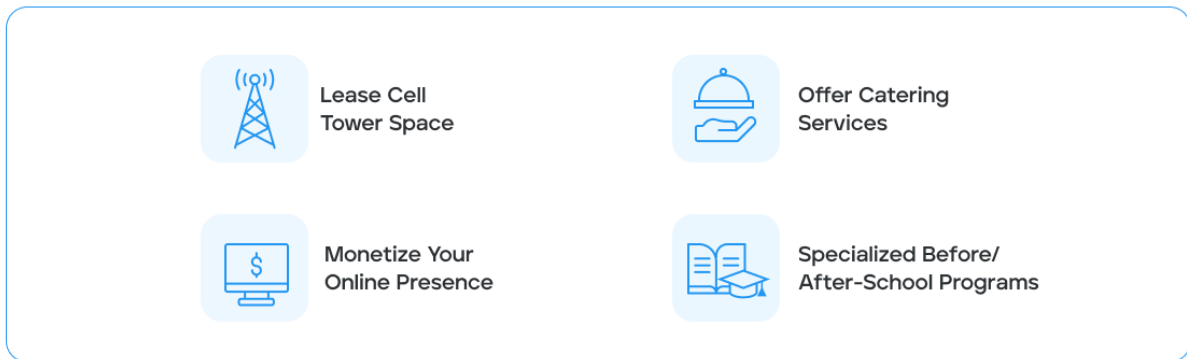 Lease Cell
Tower Space
Offer Catering
Services
$
Monetize Your
Online Presence
Specialized Before/
After-School Programs